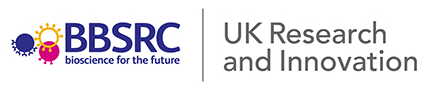 BBSRC
bioscience for the future
UK Research
and Innovation